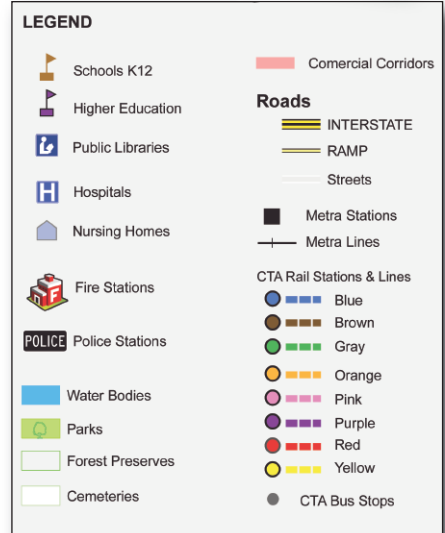 LEGEND
Schools K12
Higher Education
Public Libraries
H
Hospitals
Nursing Homes
F
Fire Stations
POLICE Police Stations
Water Bodies
Parks
Forest Preserves
Cemeteries
Comercial Corridors
Roads
INTERSTATE
RAMP
Streets
Metra Stations
Metra Lines
CTA Rail Stations & Lines
Blue
Brown
Gray
Orange
Pink
Purple
Red
Yellow
CTA Bus Stops